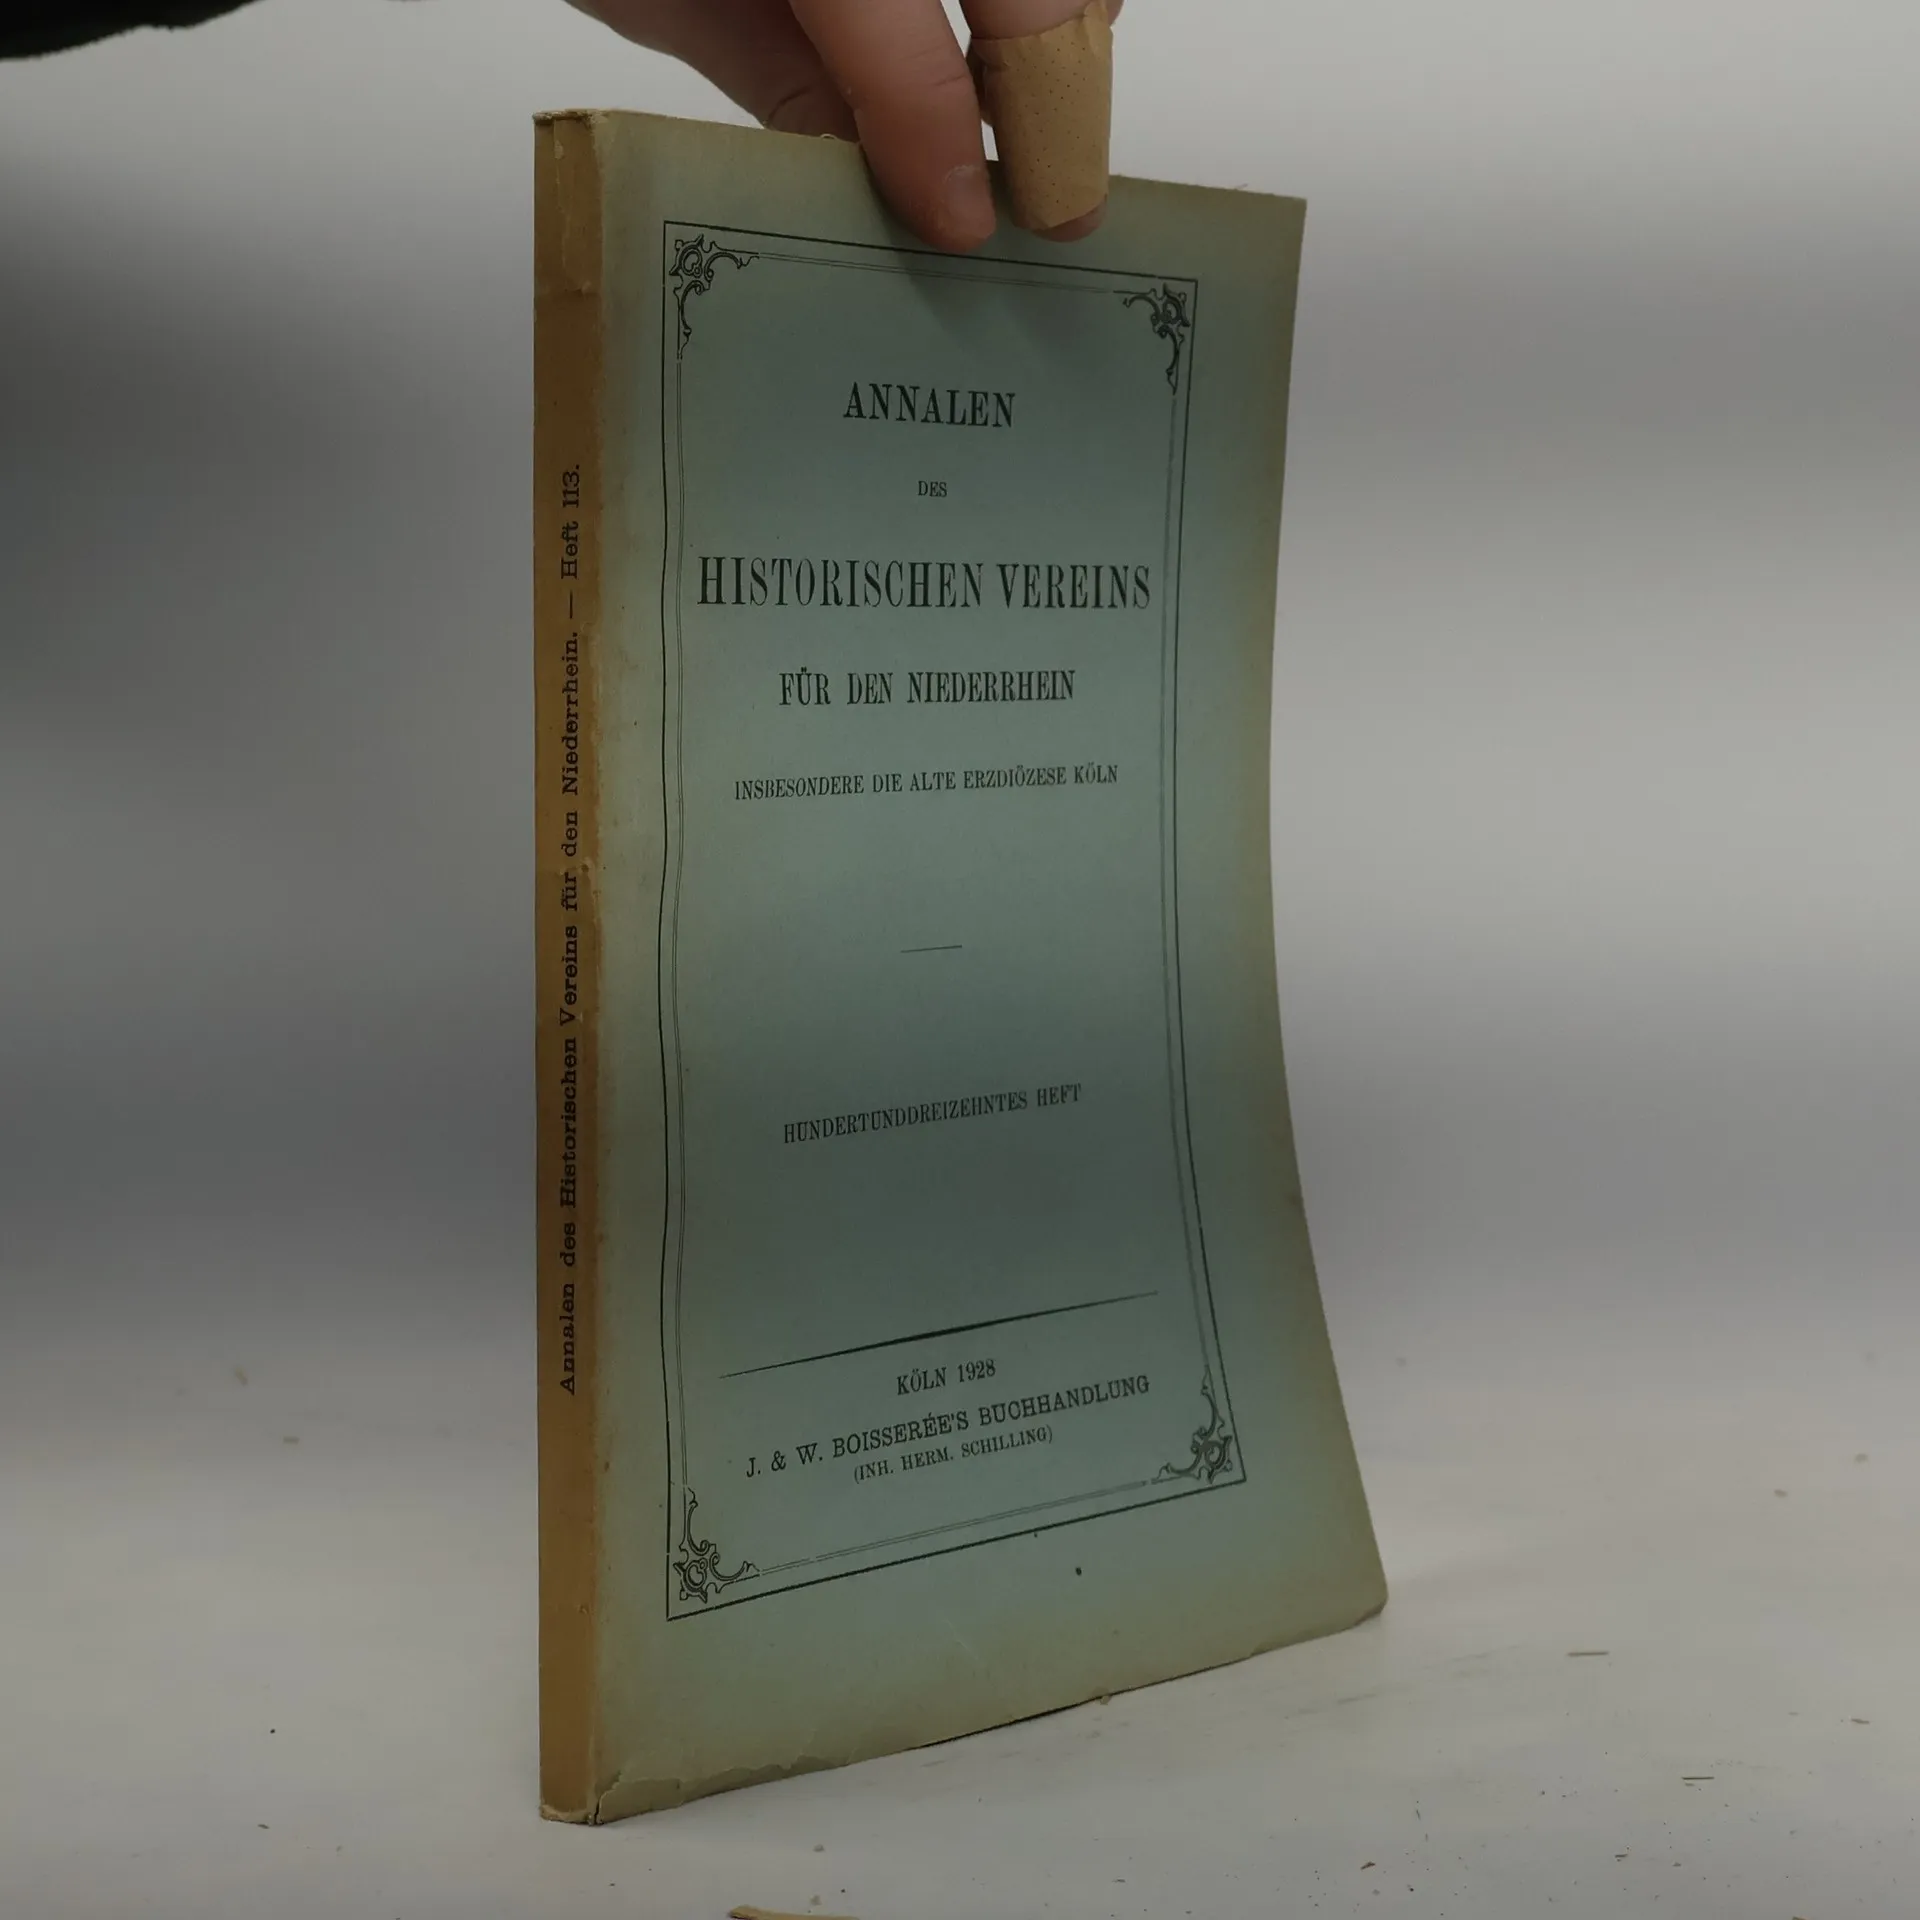 Annalen des Historischen Vereins für den Niederrhein. — Heft 113.
ANNALEN
DES
HISTORISCHEN VEREINS
FÜR DEN NIEDERRHEIN
INSBESONDERE DIE ALTE ERZDIÖZESE KÖLN
HUNDERTUNDDREIZEHNTES HEFT
KÖLN 1928
J. & W. BOISSERÉE'S BUCHHANDLUNG
(INH. HERM. SCHILLING)